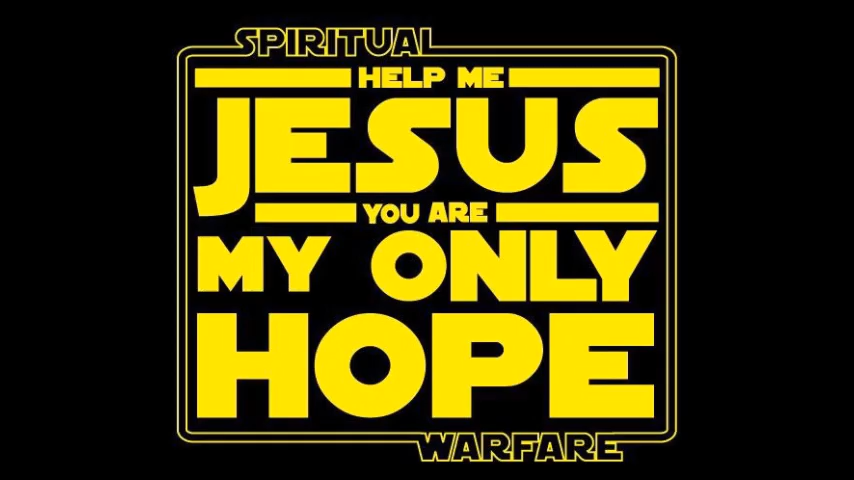 SPIRITUAL
HELP ME
JESUS
YOU ARE
MY ONLY
HOPE
WARFARE